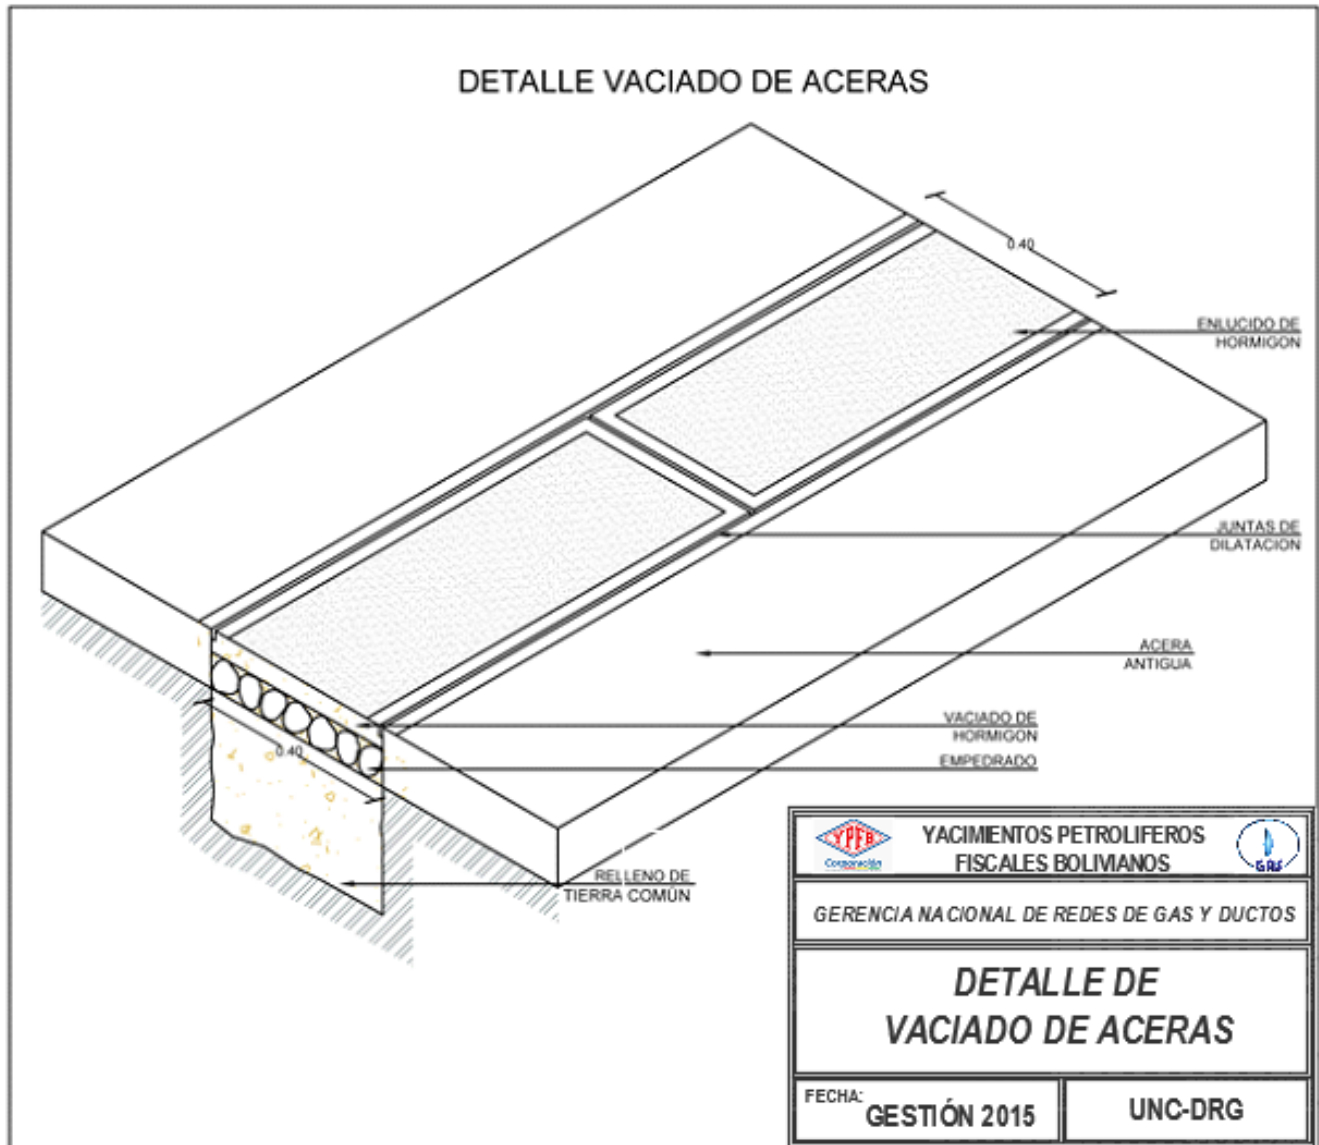 DETALLE VACIADO DE ACERAS
0.40
ENLUCIDO DE
HORMIGON
JUNTAS DE
DILATACION
ACERA
ANTIGUA
VACIADO DE
HORMIGON
EMPEDRADO
0.40
RELLENO DE
TIERRA COMÚN
YPFB
Corporación
YACIMIENTOS PETROLIFEROS
FISCALES BOLIVIANOS
GAS
GERENCIA NACIONAL DE REDES DE GAS Y DUCTOS
DETALLE DE
VACIADO DE ACERAS
FECHA:
GESTIÓN 2015
UNC-DRG